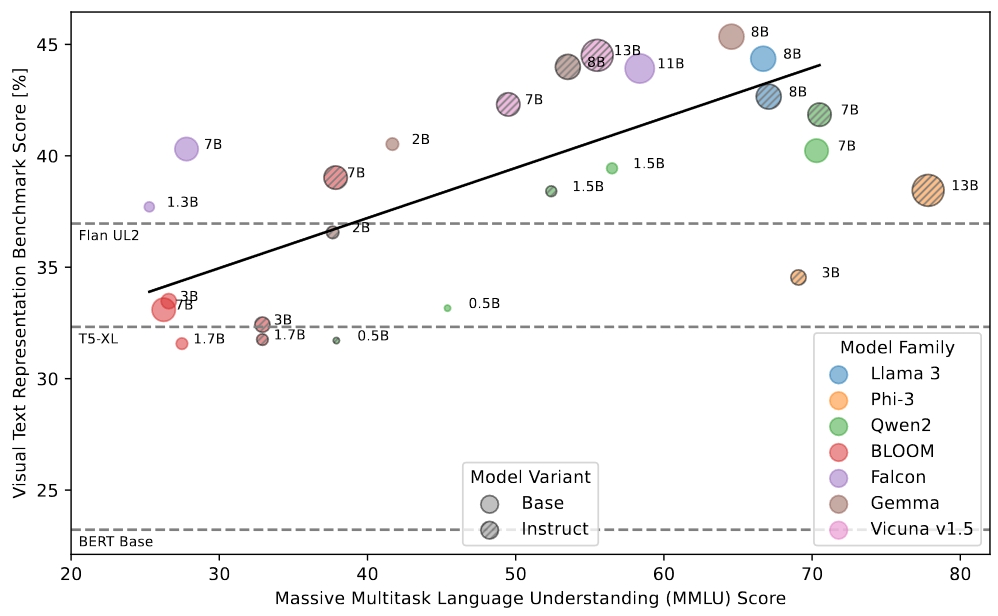 Visual Text Representation Benchmark Score [%]
45
40
35
30
25
8B
13B
8B
11B
8B
8B
7B
7B
7B
2B
7B
7B
1.5B
1.5B
13B
1.3B
Flan UL2
2B
3B
3B
7B
0.5B
T5-XL
3B
1.7B
1.7B
0.5B
Model Family
Llama 3
Phi-3
Qwen2
BLOOM
Falcon
Gemma
Vicuna v1.5
Model Variant
Base
Instruct
BERT Base
20 30 40 50 60 70 80
Massive Multitask Language Understanding (MMLU) Score